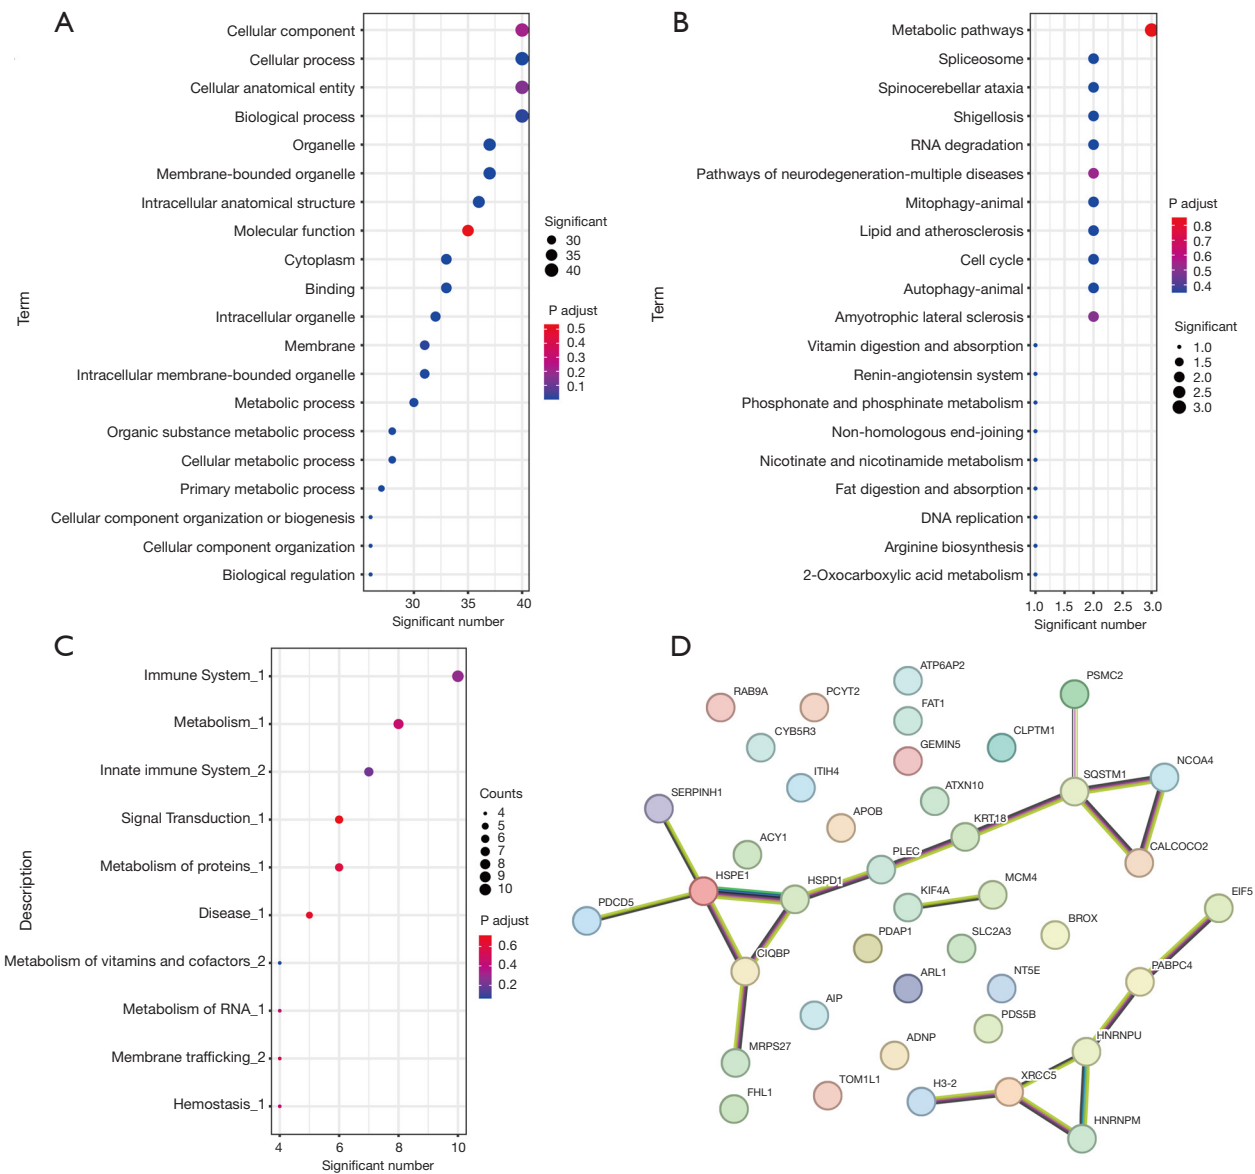 A
Term
Cellular component
Cellular process
Cellular anatomical entity
Biological process
Organelle
Membrane-bounded organelle
Intracellular anatomical structure
Molecular function
Cytoplasm
Binding
Intracellular organelle
Membrane
Intracellular membrane-bounded organelle
Metabolic process
Organic substance metabolic process
Cellular metabolic process
Primary metabolic process
Cellular component organization or biogenesis
Cellular component organization
Biological regulation
30 35 40
Significant number
Significant
30
35
40
P adjust
0.5
0.4
0.3
0.2
0.1
B
Term
Metabolic pathways
Spliceosome
Spinocerebellar ataxia
Shigellosis
RNA degradation
Pathways of neurodegeneration-multiple diseases
Mitophagy-animal
Lipid and atherosclerosis
Cell cycle
Autophagy-animal
Amyotrophic lateral sclerosis
Vitamin digestion and absorption
Renin-angiotensin system
Phosphonate and phosphinate metabolism
Non-homologous end-joining
Nicotinate and nicotinamide metabolism
Fat digestion and absorption
DNA replication
Arginine biosynthesis
2-Oxocarboxylic acid metabolism
1.0 1.5 2.0 2.5 3.0
Significant number
P adjust
0.8
0.7
0.6
0.5
0.4
Significant
1.0
1.5
2.0
2.5
3.0
C
Description
Immune System_1
Metabolism_1
Innate immune System_2
Signal Transduction_1
Metabolism of proteins_1
Disease_1
Metabolism of vitamins and cofactors_2
Metabolism of RNA_1
Membrane trafficking_2
Hemostasis_1
4 6 8 10
Significant number
Counts
4
5
6
7
8
9
10
P adjust
0.6
0.4
0.2
D
ATP6AP2
PSMC2
RAB9A
PCYT2
FAT1
CYB5R3
CLPTM1
GEMIN5
NCOA4
SQSTM1
ITIH4
SERPINH1
ATXN10
APOB
KRT18
ACY1
CALCOCO2
PLEC
HSPE1
MCM4
HSPD1
KIF4A
EIF5
PDCD5
BROX
PDAP1
SLC2A3
CIQBP
PABPC4
ARL1
NT5E
AIP
PDS5B
HNRNPU
ADNP
MRPS27
XRCC5
TOM1L1
H3-2
FHL1
HNRNPM